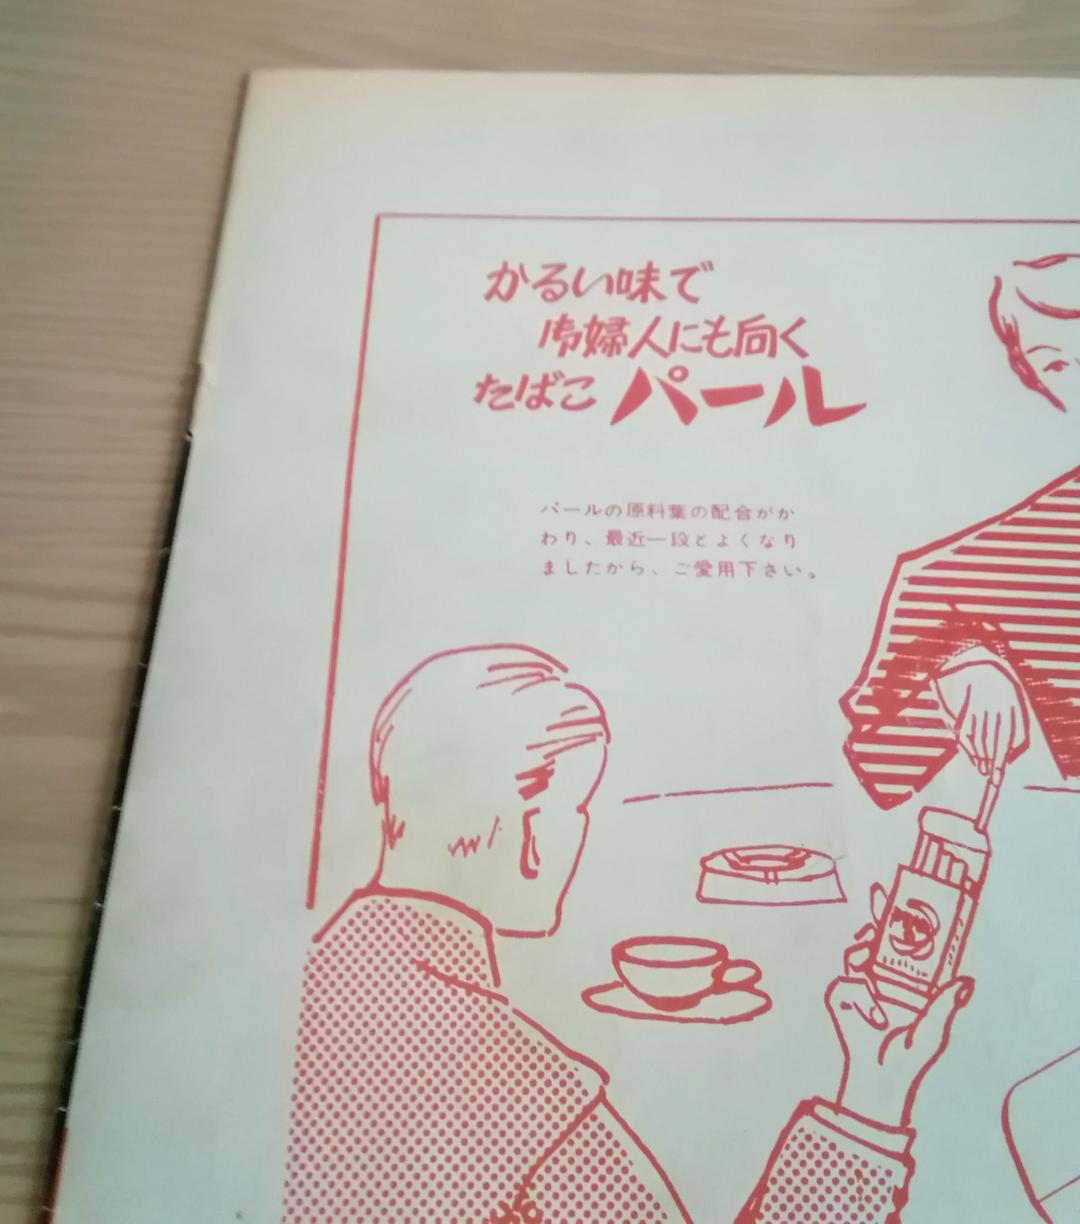 かるい味で
御婦人にも向く
たばこ パール
パールの原料葉の配合がか
わり、最近一段とよくなり
ましたから、ご愛用下さい。